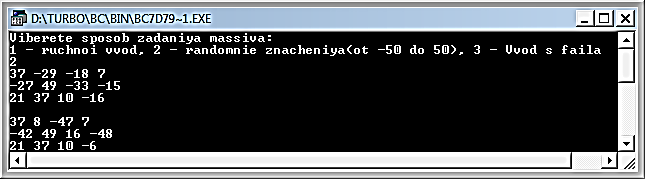 D:\TURBO\BC\BIN\BC7D79~1.EXE
Viberete sposob zadaniya massiva:
1 - ruchnoi vvod, 2 - randomnie znacheniya(ot -50 do 50), 3 - Vvod s faila
2
37 -29 -18 7
-27 49 -33 -15
21 37 10 -16
37 8 -47 7
-42 49 16 -48
21 37 10 -6